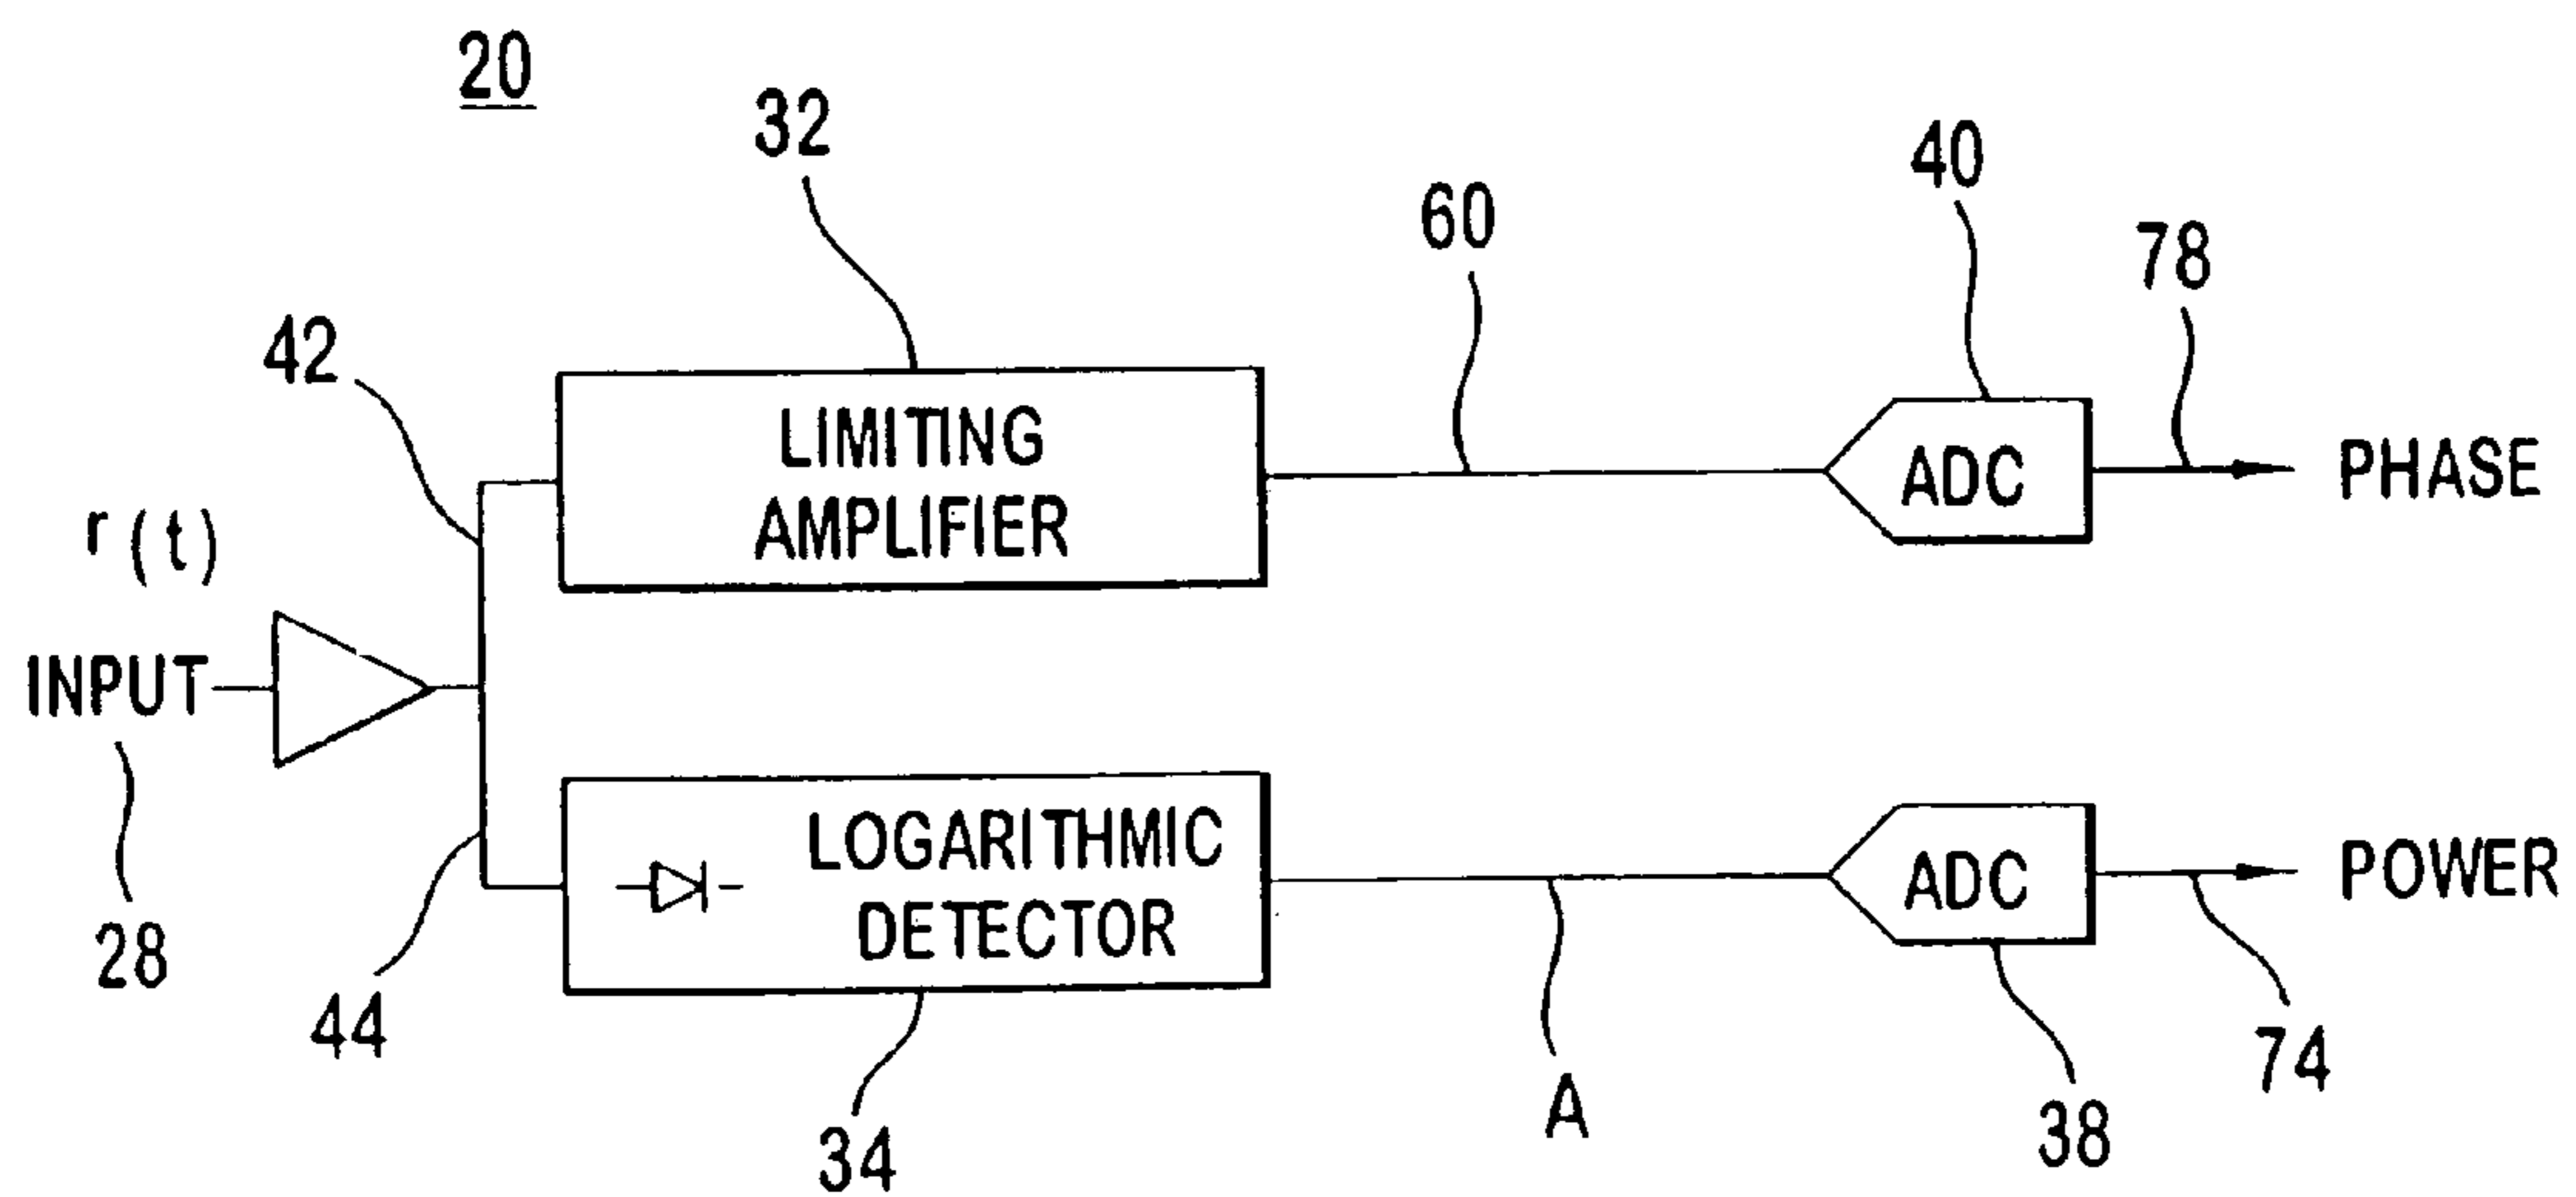 20
32
40
60
78
42
LIMITING
AMPLIFIER
ADC
PHASE
r(t)
INPUT
28
44
LOGARITHMIC
DETECTOR
ADC
POWER
34
A
38
74